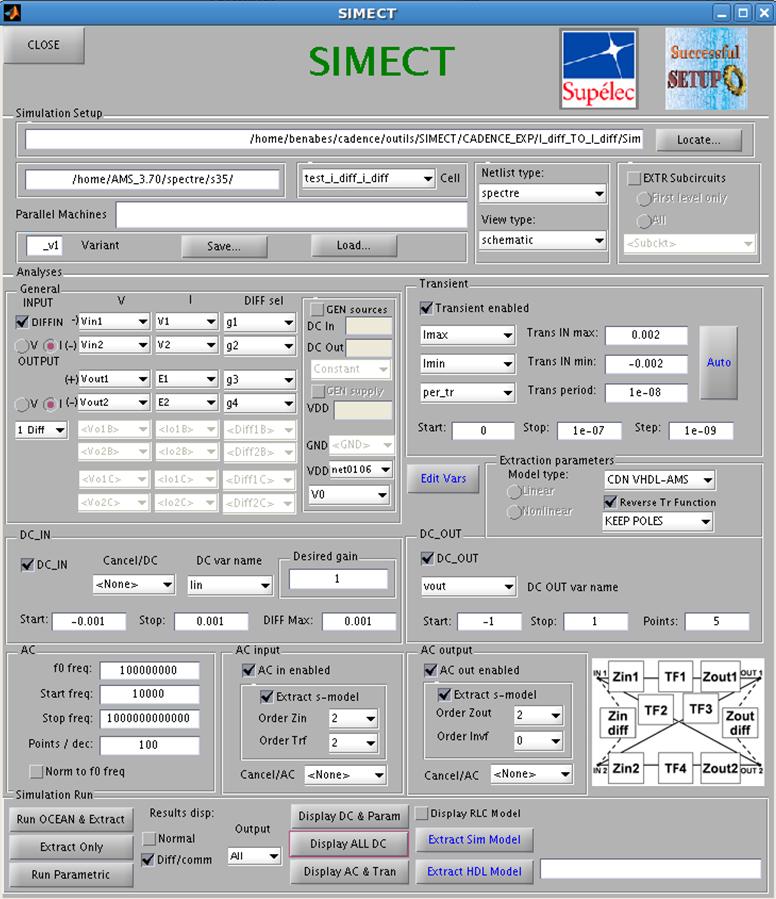 SIMECT
CLOSE
SIMECT
Supélec
Successful
SETUP
Simulation Setup
/home/benabes/cadence/outils/SIMECT/CADENCE_EXP/I_diff_TO_I_diff/Sim
Locate...
/home/AMS_3.70/spectre/s35/
test_i_diff_i_diff
Cell
Netlist type:
spectre
View type:
schematic
EXTR Subcircuits
First level only
All
<Subckt>
Parallel Machines
_v1
Variant
Save...
Load...
Analyses
General
INPUT V I DIFF sel
DIFFIN -) Vin1 V1 g1
V I (-) Vin2 V2 g2
OUTPUT
(+) Vout1 E1 g3
V I (-) Vout2 E2 g4
1 Diff <Vo1B> <Io1B> <Diff1B>
<Vo2B> <Io2B> <Diff2B>
<Vo1C> <Io1C> <Diff1C>
<Vo2C> <Io2C> <Diff2C>
GEN sources
DC In
DC Out
Constant
GEN supply
VDD
GND <GND>
VDD net0106
V0
Transient
Transient enabled
Imax Trans IN max: 0.002
Imin Trans IN min: -0.002
per_tr Trans period: 1e-08
Auto
Start: 0 Stop: 1e-07 Step: 1e-09
Edit Vars
Extraction parameters
Model type: CDN VHDL-AMS
Linear
Nonlinear
Reverse Tr Function
KEEP POLES
DC_IN
DC_IN
Cancel/DC
<None>
DC var name
Iin
Desired gain
1
Start: -0.001 Stop: 0.001 DIFF Max: 0.001
DC_OUT
DC_OUT
vout DC OUT var name
Start: -1 Stop: 1 Points: 5
AC
f0 freq: 100000000
Start freq: 10000
Stop freq: 1000000000000
Points / dec: 100
Norm to f0 freq
AC input
AC in enabled
Extract s-model
Order Zin 2
Order Trf 2
Cancel/AC <None>
AC output
AC out enabled
Extract s-model
Order Zout 2
Order Invf 0
Cancel/AC <None>
IN 1 Zin1 TF1 Zout1 OUT 1
Zin diff TF2 TF3 Zout diff
IN 2 Zin2 TF4 Zout2 OUT 2
Simulation Run
Run OCEAN & Extract
Extract Only
Run Parametric
Results disp:
Normal
Diff/comm
Output
All
Display DC & Param
Display ALL DC
Display AC & Tran
Display RLC Model
Extract Sim Model
Extract HDL Model